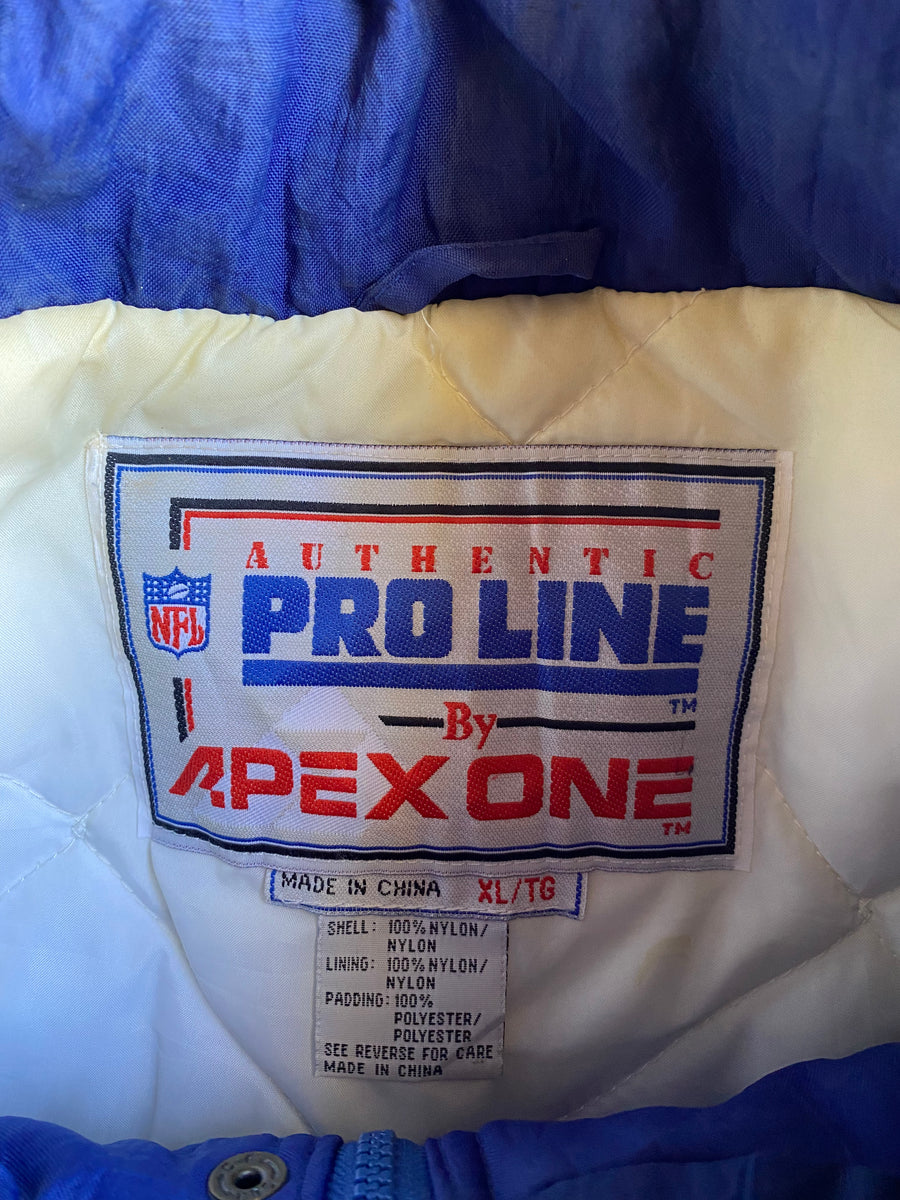 AUTHENTIC
NFL
PRO LINE
TM
By
APEX ONE
TM
MADE IN CHINA XL/TG
SHELL: 100% NYLON/
NYLON
LINING: 100% NYLON/
NYLON
PADDING: 100%
POLYESTER/
POLYESTER
SEE REVERSE FOR CARE
MADE IN CHINA